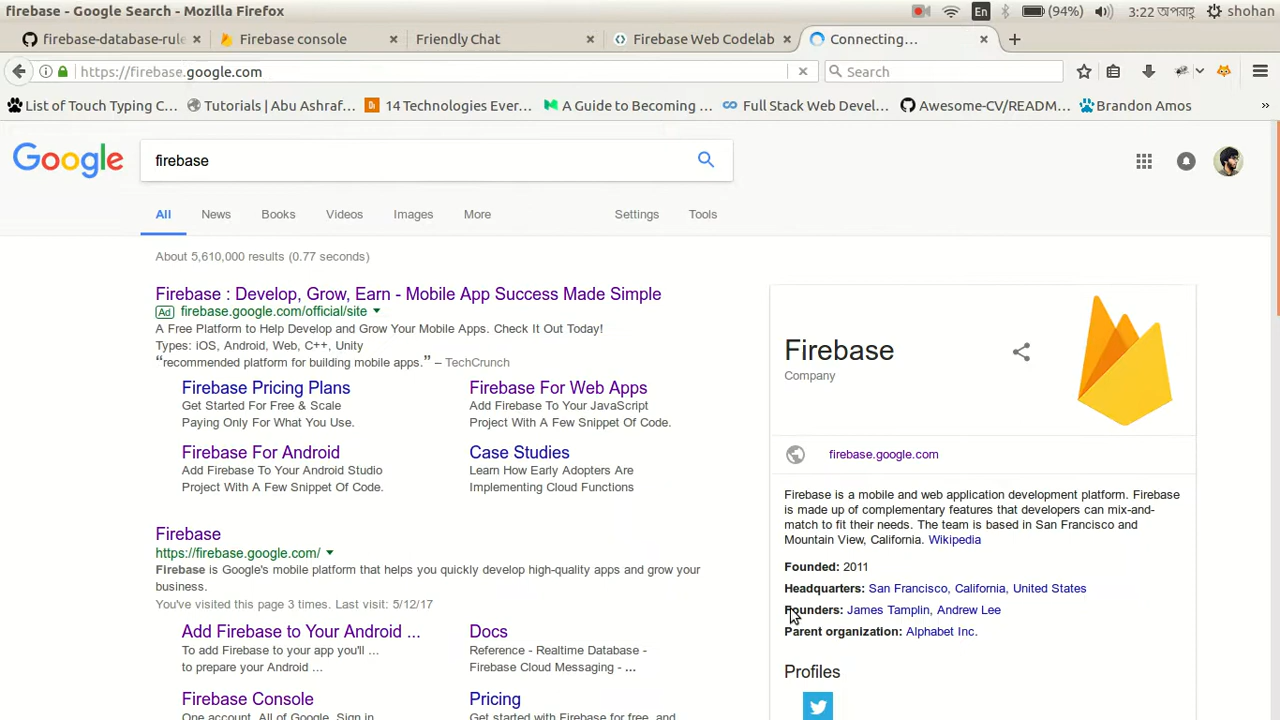 firebase - Google Search - Mozilla Firefox
En (94%) 3:22 অপরাহ্ণ shohan
firebase-database-rule Firebase console Friendly Chat Firebase Web Codelab Connecting...
https://firebase.google.com Search
List of Touch Typing C... Tutorials | Abu Ashraf... 14 Technologies Ever... A Guide to Becoming ... Full Stack Web Devel... Awesome-CV/READM... Brandon Amos
Google firebase
All News Books Videos Images More Settings Tools
About 5,610,000 results (0.77 seconds)
Firebase : Develop, Grow, Earn - Mobile App Success Made Simple
Ad firebase.google.com/official/site
A Free Platform to Help Develop and Grow Your Mobile Apps. Check It Out Today!
Types: iOS, Android, Web, C++, Unity
“recommended platform for building mobile apps.” – TechCrunch
Firebase Pricing Plans
Get Started For Free & Scale
Paying Only For What You Use.
Firebase For Web Apps
Add Firebase To Your JavaScript
Project With A Few Snippet Of Code.
Firebase For Android
Add Firebase To Your Android Studio
Project With A Few Snippet Of Code.
Case Studies
Learn How Early Adopters Are
Implementing Cloud Functions
Firebase
https://firebase.google.com/
Firebase is Google's mobile platform that helps you quickly develop high-quality apps and grow your
business.
You've visited this page 3 times. Last visit: 5/12/17
Add Firebase to Your Android ...
To add Firebase to your app you'll ...
to prepare your Android ...
Docs
Reference - Realtime Database -
Firebase Cloud Messaging - ...
Firebase Console
One account. All of Google. Sign in
Pricing
Get started with Firebase for free, and
Firebase
Company
firebase.google.com
Firebase is a mobile and web application development platform. Firebase
is made up of complementary features that developers can mix-and-
match to fit their needs. The team is based in San Francisco and
Mountain View, California. Wikipedia
Founded: 2011
Headquarters: San Francisco, California, United States
Founders: James Tamplin, Andrew Lee
Parent organization: Alphabet Inc.
Profiles